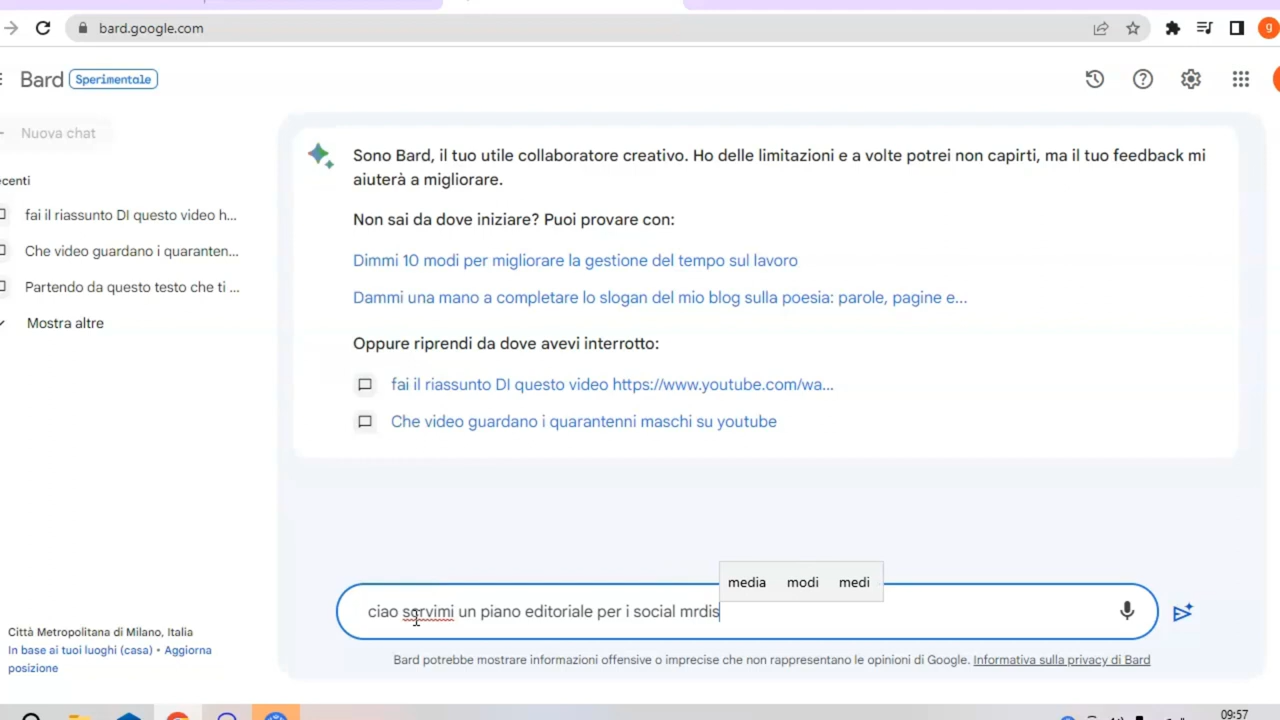 bard.google.com
g
Bard Sperimentale
Nuova chat
centi
fai il riassunto DI questo video h...
Che video guardano i quaranten...
Partendo da questo testo che ti ...
Mostra altre
Sono Bard, il tuo utile collaboratore creativo. Ho delle limitazioni e a volte potrei non capirti, ma il tuo feedback mi
aiuterà a migliorare.
Non sai da dove iniziare? Puoi provare con:
Dimmi 10 modi per migliorare la gestione del tempo sul lavoro
Dammi una mano a completare lo slogan del mio blog sulla poesia: parole, pagine e...
Oppure riprendi da dove avevi interrotto:
fai il riassunto DI questo video https://www.youtube.com/wa...
Che video guardano i quarantenni maschi su youtube
media modi medi
ciao scrvimi un piano editoriale per i social mrdis
Bard potrebbe mostrare informazioni offensive o imprecise che non rappresentano le opinioni di Google. Informativa sulla privacy di Bard
Città Metropolitana di Milano, Italia
In base ai tuoi luoghi (casa) • Aggiorna
posizione
09:57